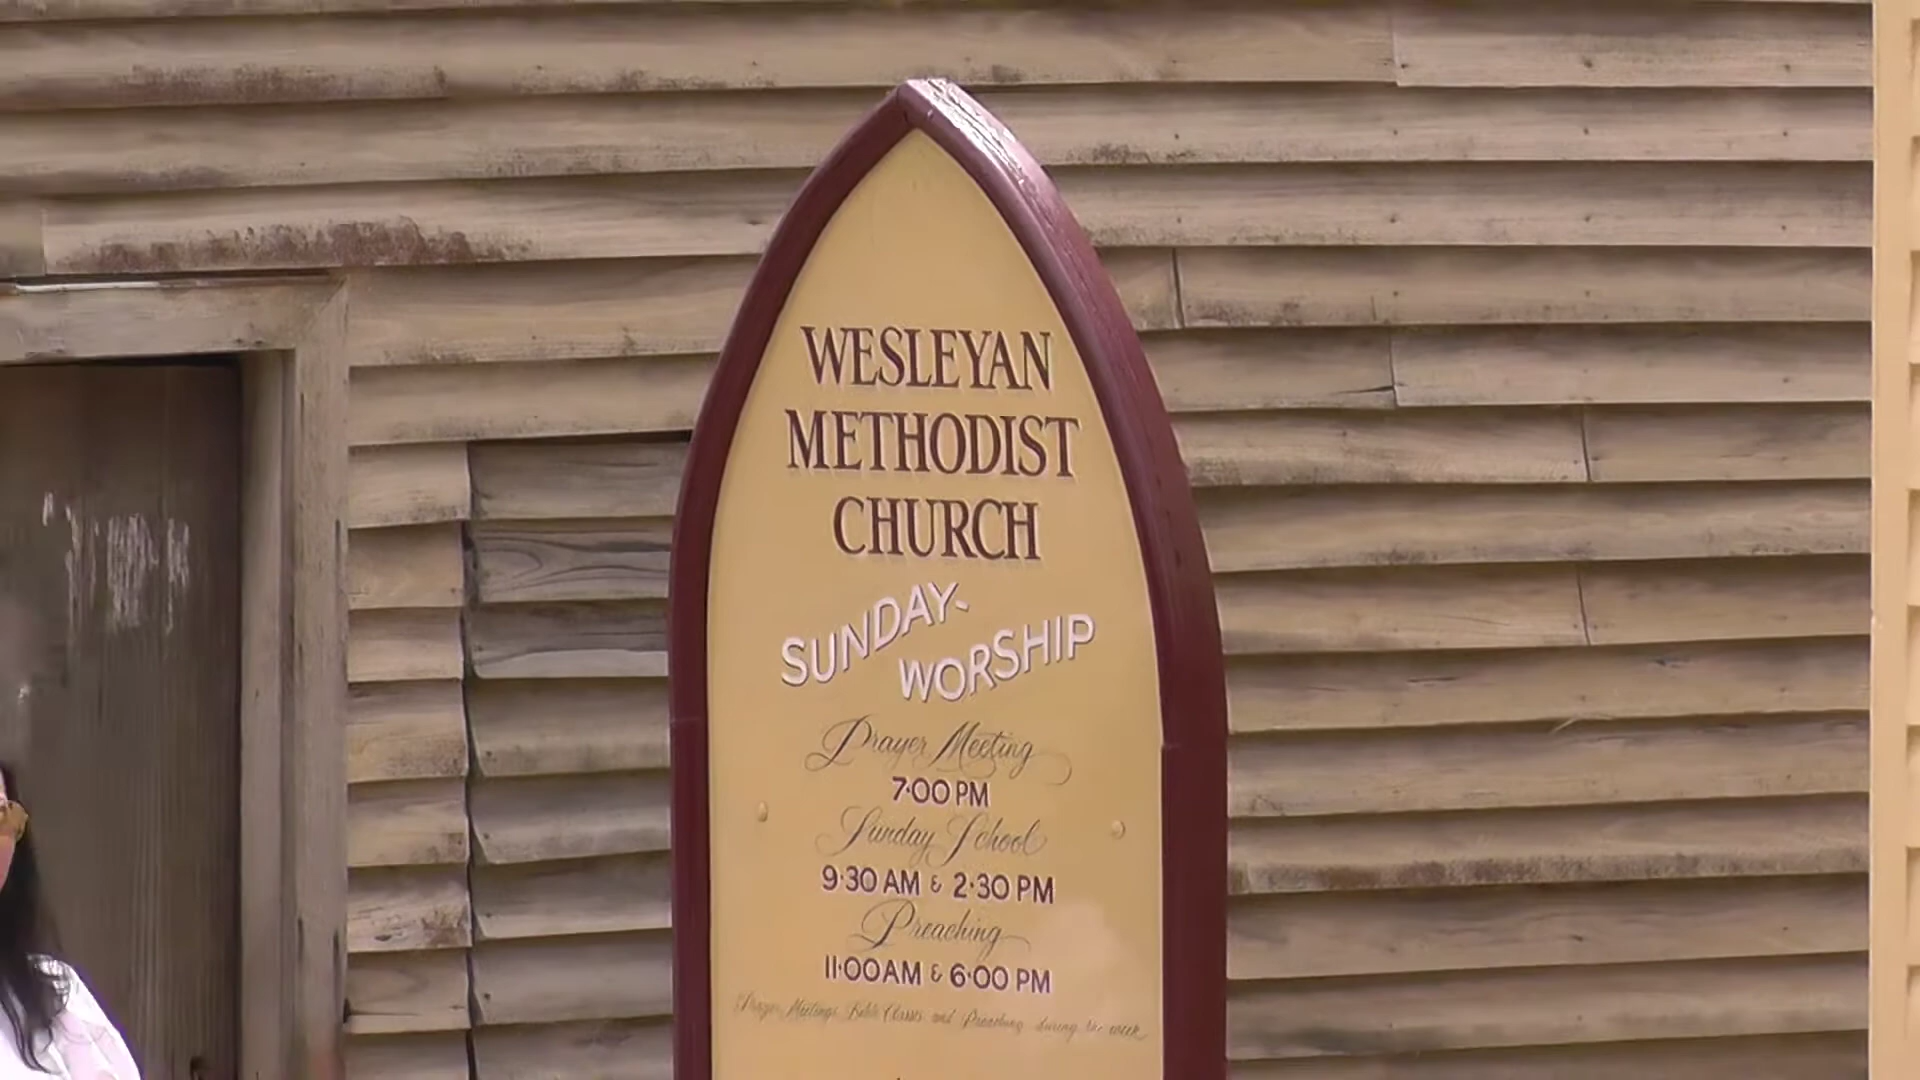 WESLEYAN
METHODIST
CHURCH
SUNDAY-
WORSHIP
Prayer Meeting
7·00 PM
Sunday School
9·30 AM & 2·30 PM
Preaching
11·00 AM & 6·00 PM
Prayer Meetings Bible Classes and Preaching during the week